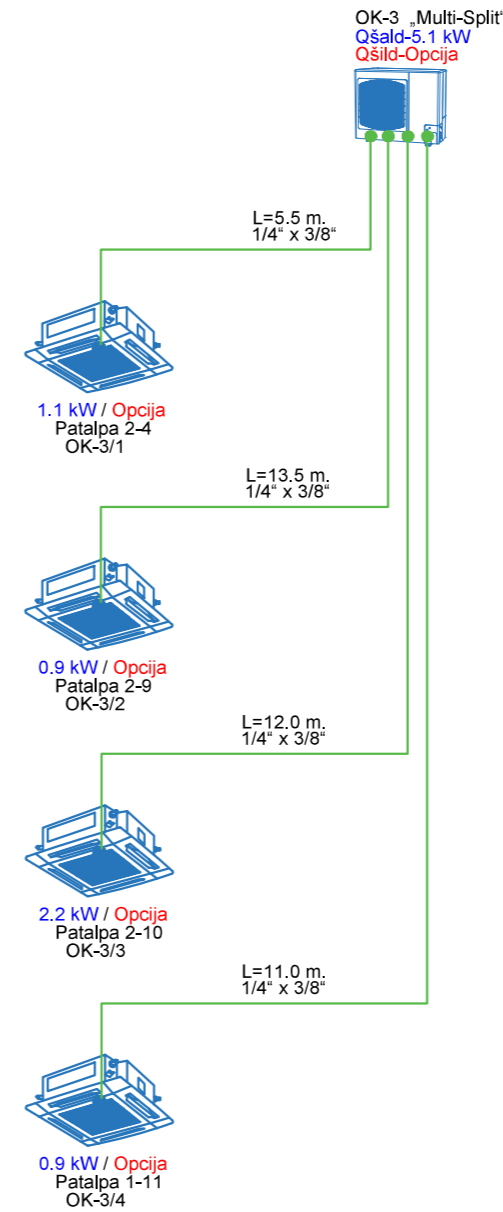 OK-3 „Multi-Split“
Qšald-5.1 kW
Qšild-Opcija
L=5.5 m.
1/4“ x 3/8“
1.1 kW / Opcija
Patalpa 2-4
OK-3/1
L=13.5 m.
1/4“ x 3/8“
0.9 kW / Opcija
Patalpa 2-9
OK-3/2
L=12.0 m.
1/4“ x 3/8“
2.2 kW / Opcija
Patalpa 2-10
OK-3/3
L=11.0 m.
1/4“ x 3/8“
0.9 kW / Opcija
Patalpa 1-11
OK-3/4